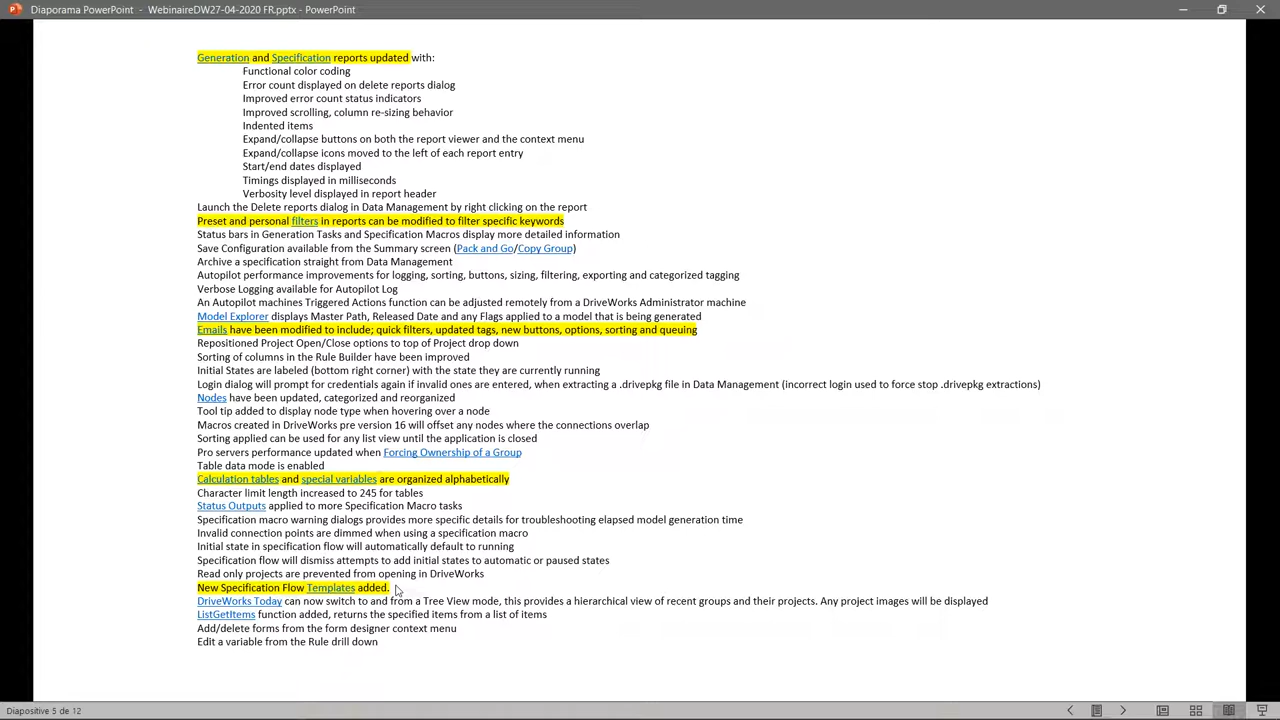 Diaporama PowerPoint - WebinaireDW27-04-2020 FR.pptx - PowerPoint
Generation and Specification reports updated with:
Functional color coding
Error count displayed on delete reports dialog
Improved error count status indicators
Improved scrolling, column re-sizing behavior
Indented items
Expand/collapse buttons on both the report viewer and the context menu
Expand/collapse icons moved to the left of each report entry
Start/end dates displayed
Timings displayed in milliseconds
Verbosity level displayed in report header
Launch the Delete reports dialog in Data Management by right clicking on the report
Preset and personal filters in reports can be modified to filter specific keywords
Status bars in Generation Tasks and Specification Macros display more detailed information
Save Configuration available from the Summary screen (Pack and Go/Copy Group)
Archive a specification straight from Data Management
Autopilot performance improvements for logging, sorting, buttons, sizing, filtering, exporting and categorized tagging
Verbose Logging available for Autopilot Log
An Autopilot machines Triggered Actions function can be adjusted remotely from a DriveWorks Administrator machine
Model Explorer displays Master Path, Released Date and any Flags applied to a model that is being generated
Emails have been modified to include; quick filters, updated tags, new buttons, options, sorting and queuing
Repositioned Project Open/Close options to top of Project drop down
Sorting of columns in the Rule Builder have been improved
Initial States are labeled (bottom right corner) with the state they are currently running
Login dialog will prompt for credentials again if invalid ones are entered, when extracting a .drivepkg file in Data Management (incorrect login used to force stop .drivepkg extractions)
Nodes have been updated, categorized and reorganized
Tool tip added to display node type when hovering over a node
Macros created in DriveWorks pre version 16 will offset any nodes where the connections overlap
Sorting applied can be used for any list view until the application is closed
Pro servers performance updated when Forcing Ownership of a Group
Table data mode is enabled
Calculation tables and special variables are organized alphabetically
Character limit length increased to 245 for tables
Status Outputs applied to more Specification Macro tasks
Specification macro warning dialogs provides more specific details for troubleshooting elapsed model generation time
Invalid connection points are dimmed when using a specification macro
Initial state in specification flow will automatically default to running
Specification flow will dismiss attempts to add initial states to automatic or paused states
Read only projects are prevented from opening in DriveWorks
New Specification Flow Templates added.
DriveWorks Today can now switch to and from a Tree View mode, this provides a hierarchical view of recent groups and their projects. Any project images will be displayed
ListGetItems function added, returns the specified items from a list of items
Add/delete forms from the form designer context menu
Edit a variable from the Rule drill down
Diapositive 5 de 12